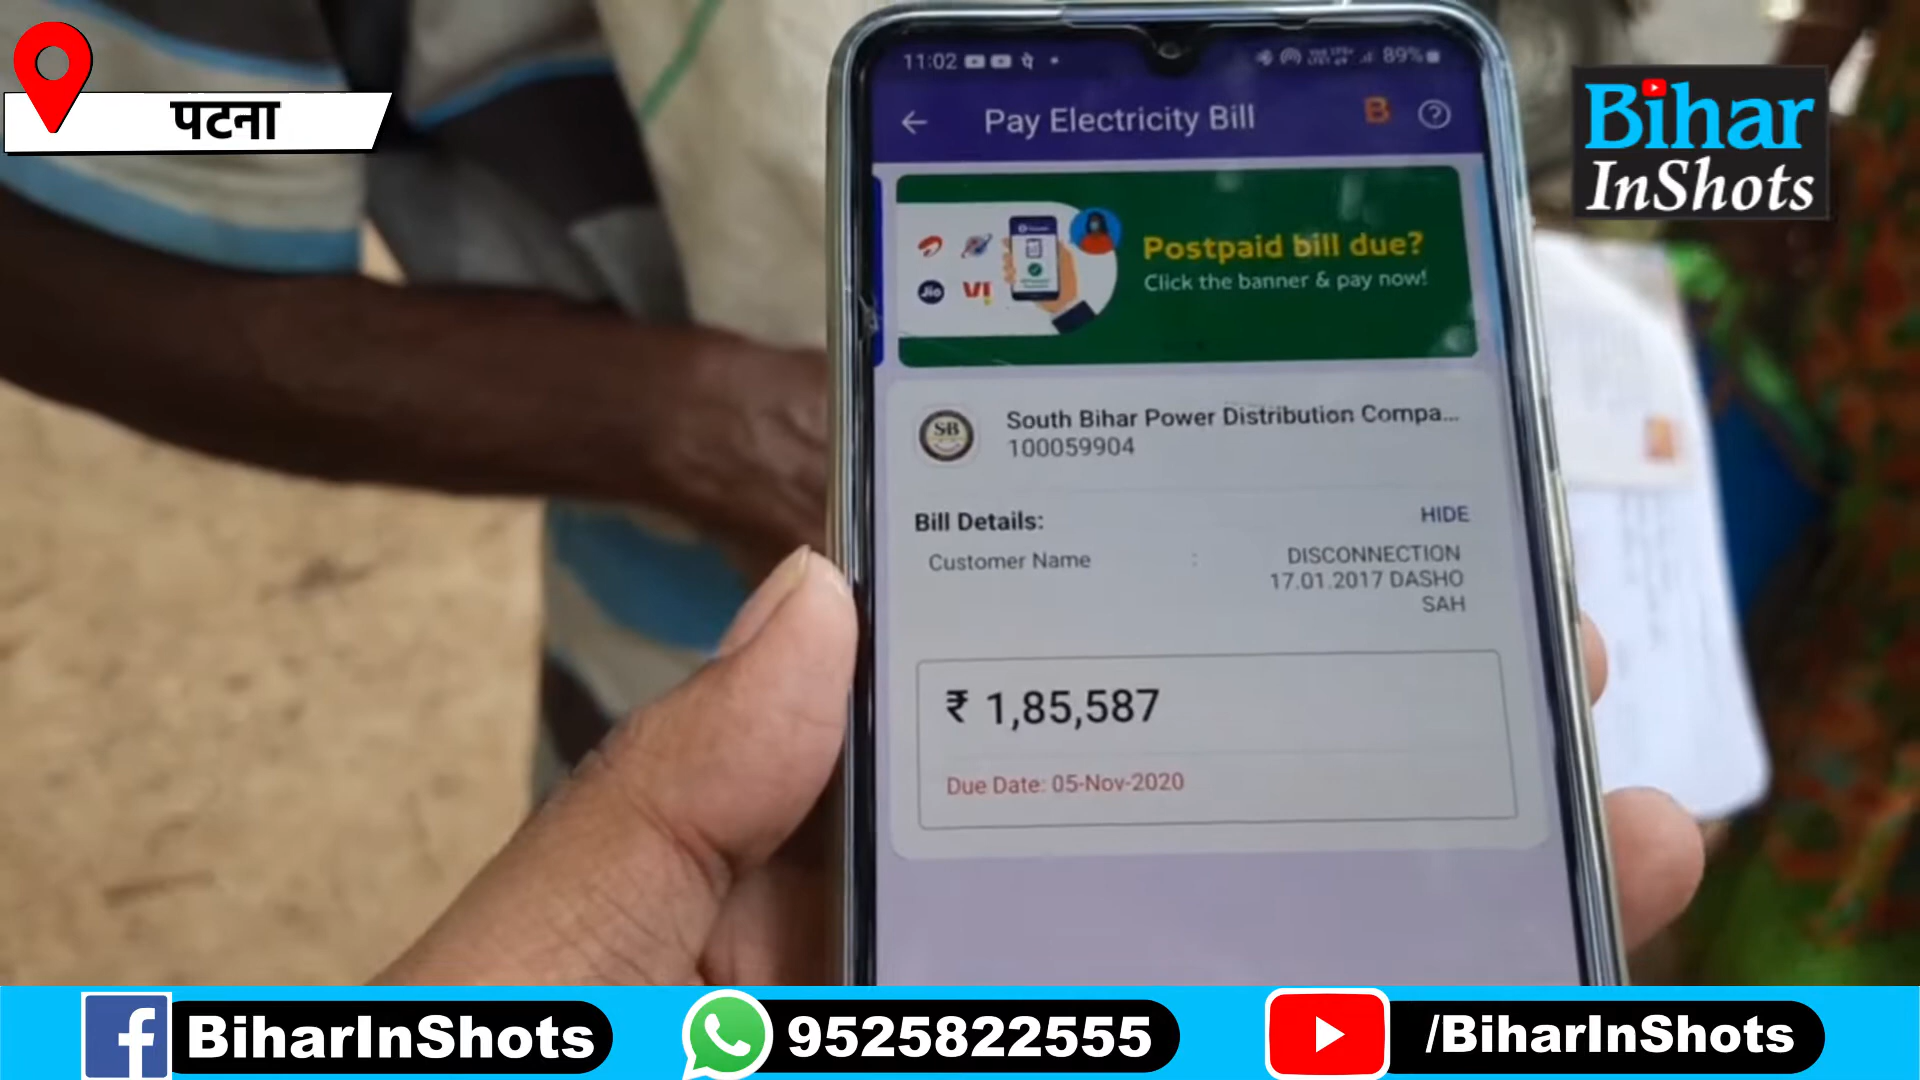 पटना
Bihar
InShots
11:02
89%
Pay Electricity Bill
B
Postpaid bill due?
Click the banner & pay now!
Jio
VI
SB
South Bihar Power Distribution Compa...
100059904
Bill Details:
HIDE
Customer Name : DISCONNECTION
17.01.2017 DASHO
SAH
₹ 1,85,587
Due Date: 05-Nov-2020
BiharInShots
9525822555
/BiharInShots